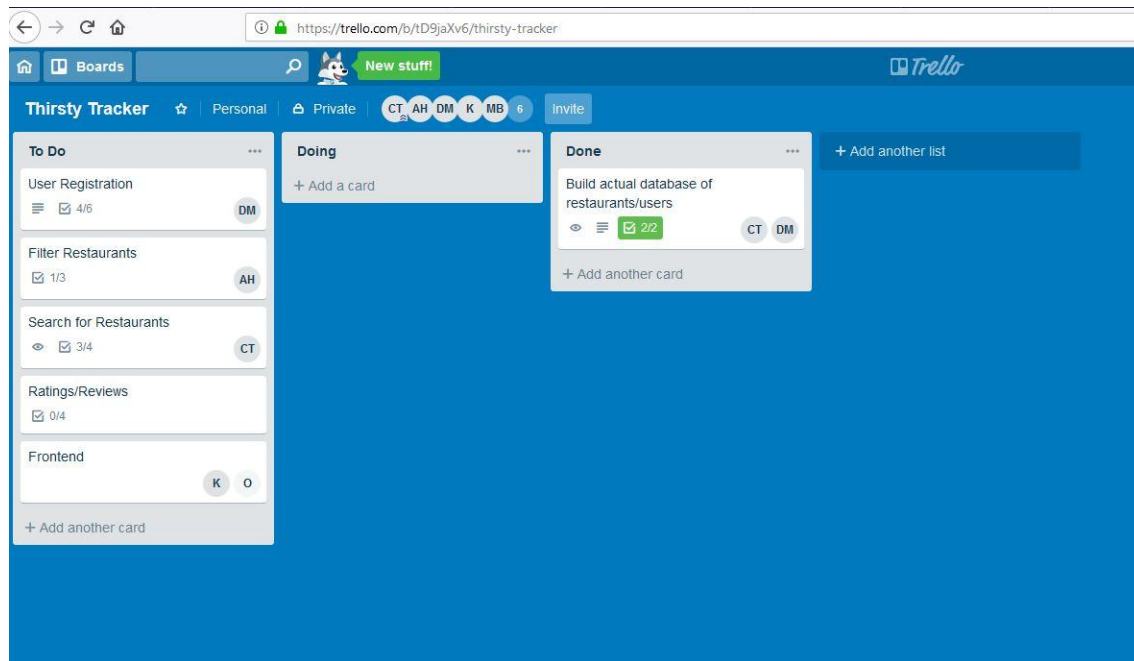 https://trello.com/b/tD9jaXv6/thirsty-tracker
Boards
New stuff!
Trello
Thirsty Tracker
Personal
Private
CT AH DM K MB 6
Invite
To Do
User Registration
4/6
DM
Filter Restaurants
1/3
AH
Search for Restaurants
3/4
CT
Ratings/Reviews
0/4
Frontend
K O
+ Add another card
Doing
+ Add a card
Done
Build actual database of
restaurants/users
2/2
CT DM
+ Add another card
+ Add another list